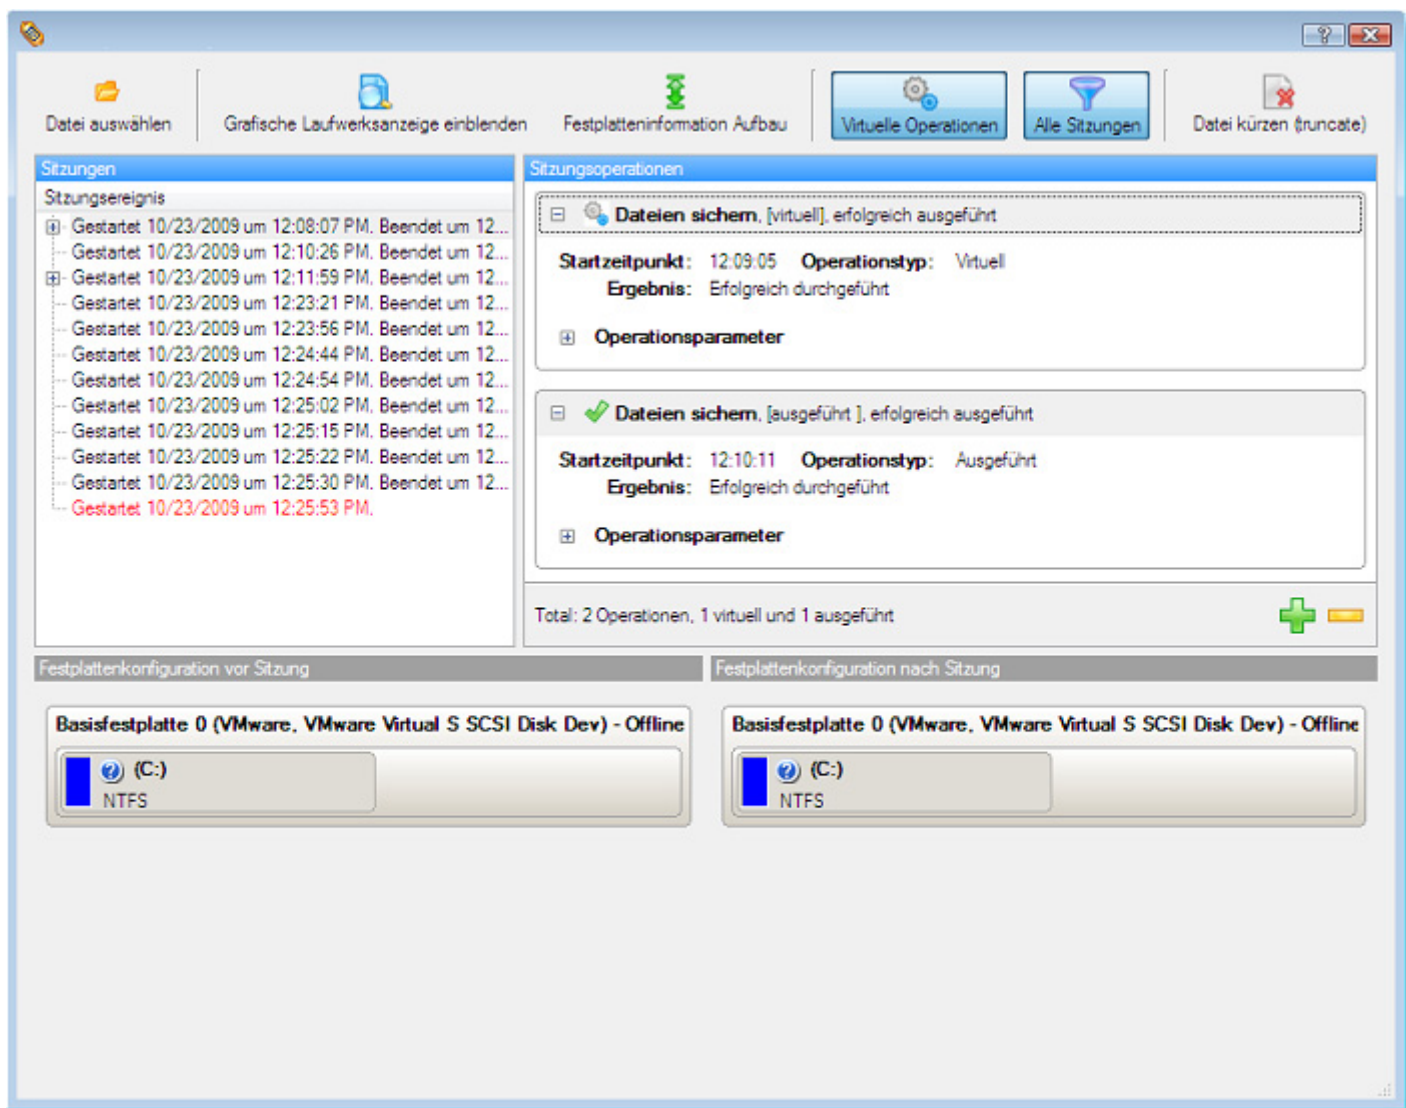 Datei auswählen
Grafische Laufwerksanzeige einblenden
Festplatteninformation Aufbau
Virtuelle Operationen
Alle Sitzungen
Datei kürzen (truncate)
Sitzungen
Sitzungsereignis
Gestartet 10/23/2009 um 12:08:07 PM. Beendet um 12...
Gestartet 10/23/2009 um 12:10:26 PM. Beendet um 12...
Gestartet 10/23/2009 um 12:11:59 PM. Beendet um 12...
Gestartet 10/23/2009 um 12:23:21 PM. Beendet um 12...
Gestartet 10/23/2009 um 12:23:56 PM. Beendet um 12...
Gestartet 10/23/2009 um 12:24:44 PM. Beendet um 12...
Gestartet 10/23/2009 um 12:24:54 PM. Beendet um 12...
Gestartet 10/23/2009 um 12:25:02 PM. Beendet um 12...
Gestartet 10/23/2009 um 12:25:15 PM. Beendet um 12...
Gestartet 10/23/2009 um 12:25:22 PM. Beendet um 12...
Gestartet 10/23/2009 um 12:25:30 PM. Beendet um 12...
Gestartet 10/23/2009 um 12:25:53 PM.
Sitzungsoperationen
Dateien sichern, [virtuell], erfolgreich ausgeführt
Startzeitpunkt: 12:09:05 Operationstyp: Virtuell
Ergebnis: Erfolgreich durchgeführt
Operationsparameter
Dateien sichern, [ausgeführt ], erfolgreich ausgeführt
Startzeitpunkt: 12:10:11 Operationstyp: Ausgeführt
Ergebnis: Erfolgreich durchgeführt
Operationsparameter
Total: 2 Operationen, 1 virtuell und 1 ausgeführt
Festplattenkonfiguration vor Sitzung
Basisfestplatte 0 (VMware, VMware Virtual S SCSI Disk Dev) - Offline
(C:)
NTFS
Festplattenkonfiguration nach Sitzung
Basisfestplatte 0 (VMware, VMware Virtual S SCSI Disk Dev) - Offline
(C:)
NTFS